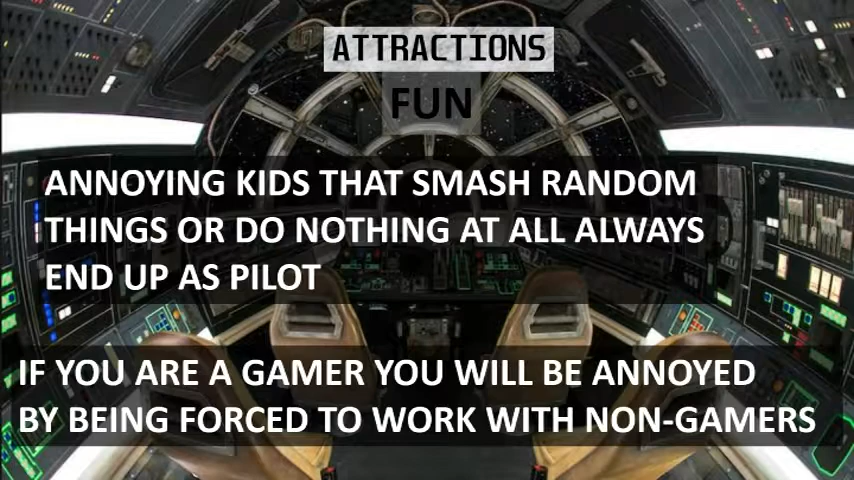 ATTRACTIONS
FUN
ANNOYING KIDS THAT SMASH RANDOM
THINGS OR DO NOTHING AT ALL ALWAYS
END UP AS PILOT
IF YOU ARE A GAMER YOU WILL BE ANNOYED
BY BEING FORCED TO WORK WITH NON-GAMERS